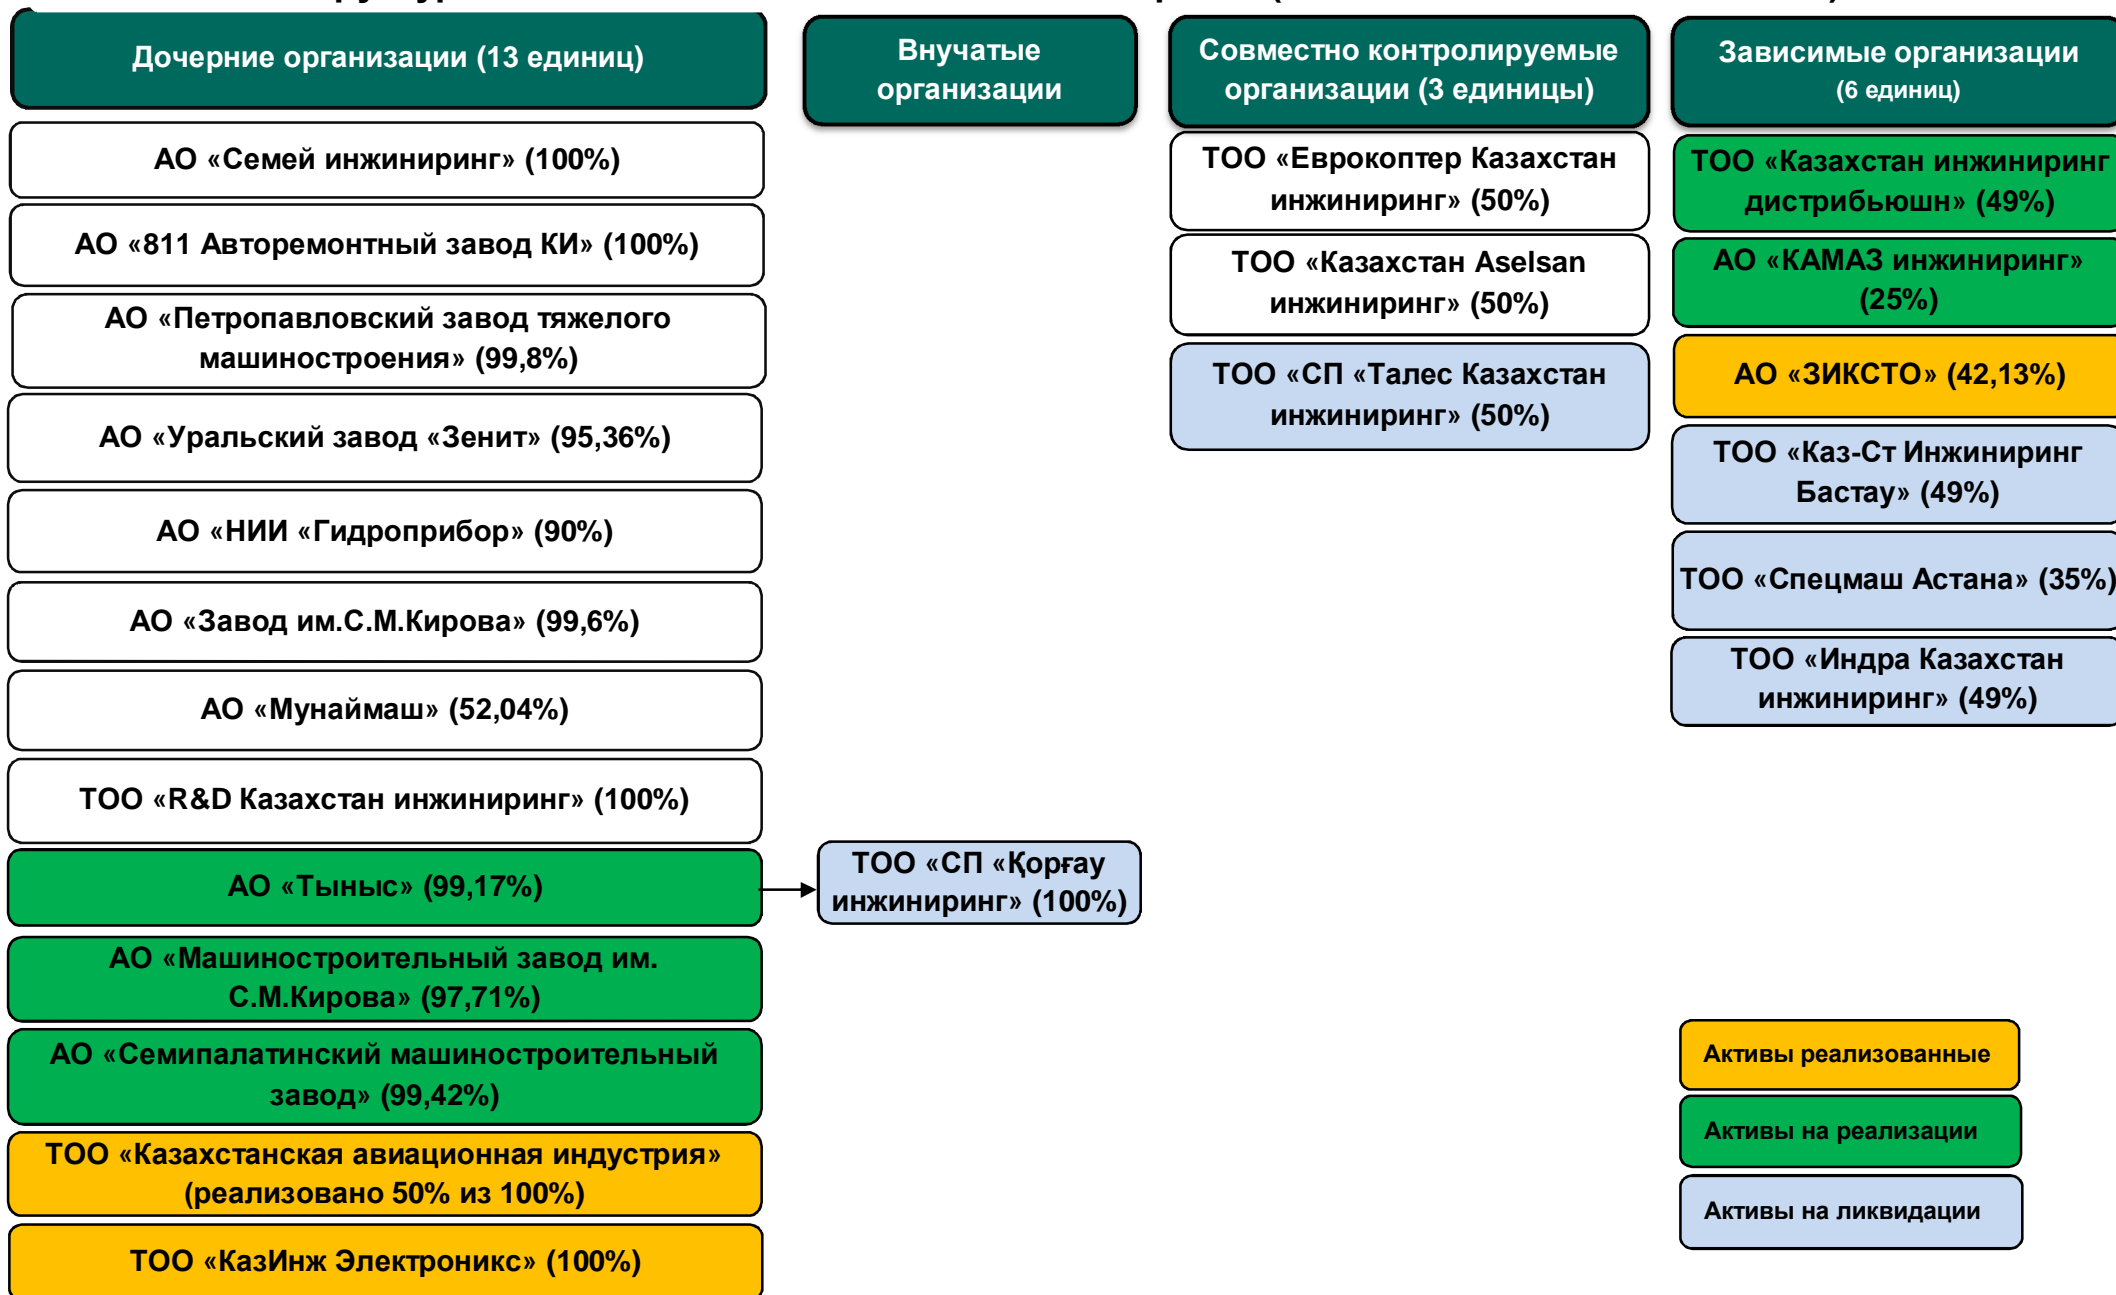 Дочерние организации (13 единиц)
АО «Семей инжиниринг» (100%)
АО «811 Авторемонтный завод КИ» (100%)
АО «Петропавловский завод тяжелого
машиностроения» (99,8%)
АО «Уральский завод «Зенит» (95,36%)
АО «НИИ «Гидроприбор» (90%)
АО «Завод им.С.М.Кирова» (99,6%)
АО «Мунаймаш» (52,04%)
ТОО «R&D Казахстан инжиниринг» (100%)
АО «Тыныс» (99,17%)
АО «Машиностроительный завод им.
С.М.Кирова» (97,71%)
АО «Семипалатинский машиностроительный
завод» (99,42%)
ТОО «Казахстанская авиационная индустрия»
(реализовано 50% из 100%)
ТОО «КазИнж Электроникс» (100%)
Внучатые
организации
ТОО «СП «Қорғау
инжиниринг» (100%)
Совместно контролируемые
организации (3 единицы)
ТОО «Еврокоптер Казахстан
инжиниринг» (50%)
ТОО «Казахстан Aselsan
инжиниринг» (50%)
ТОО «СП «Талес Казахстан
инжиниринг» (50%)
Зависимые организации
(6 единиц)
ТОО «Казахстан инжиниринг
дистрибьюшн» (49%)
АО «КАМАЗ инжиниринг»
(25%)
АО «ЗИКСТО» (42,13%)
ТОО «Каз-Ст Инжиниринг
Бастау» (49%)
ТОО «Спецмаш Астана» (35%)
ТОО «Индра Казахстан
инжиниринг» (49%)
Активы реализованные
Активы на реализации
Активы на ликвидации